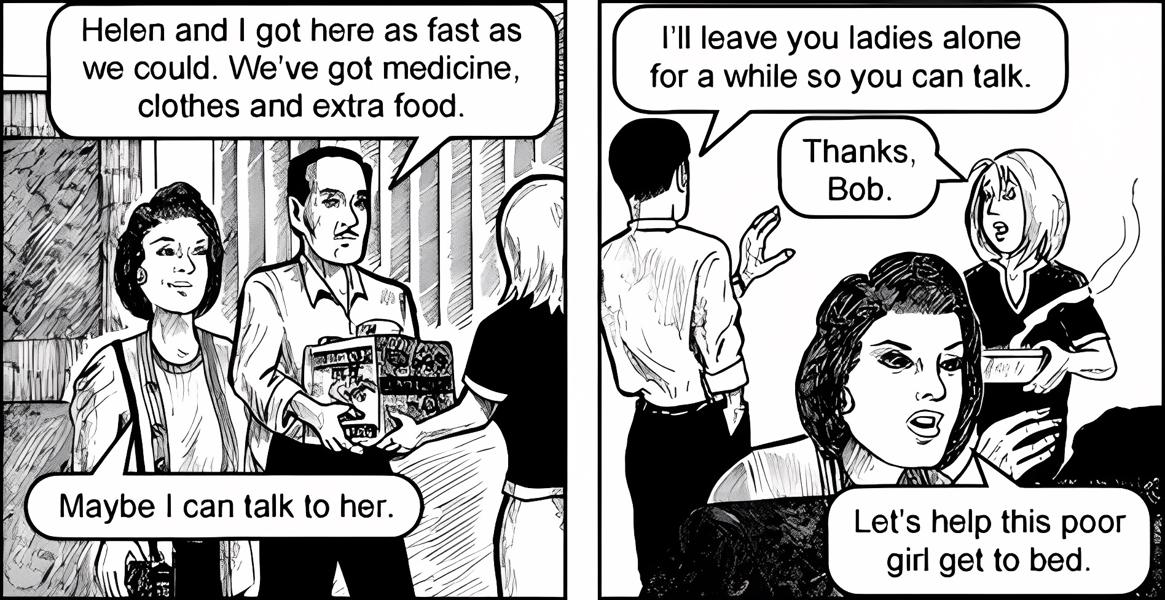 Helen and I got here as fast as
we could. We've got medicine,
clothes and extra food.
Maybe I can talk to her.
I'll leave you ladies alone
for a while so you can talk.
Thanks,
Bob.
Let's help this poor
girl get to bed.